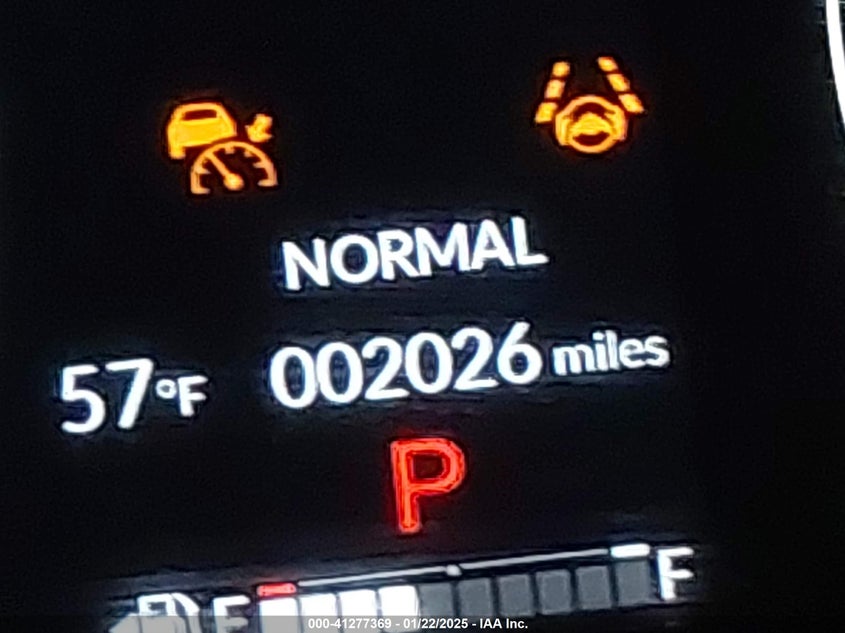 NORMAL
57°F 002026 miles
P
E F
000-41277369 - 01/22/2025 - IAA Inc.